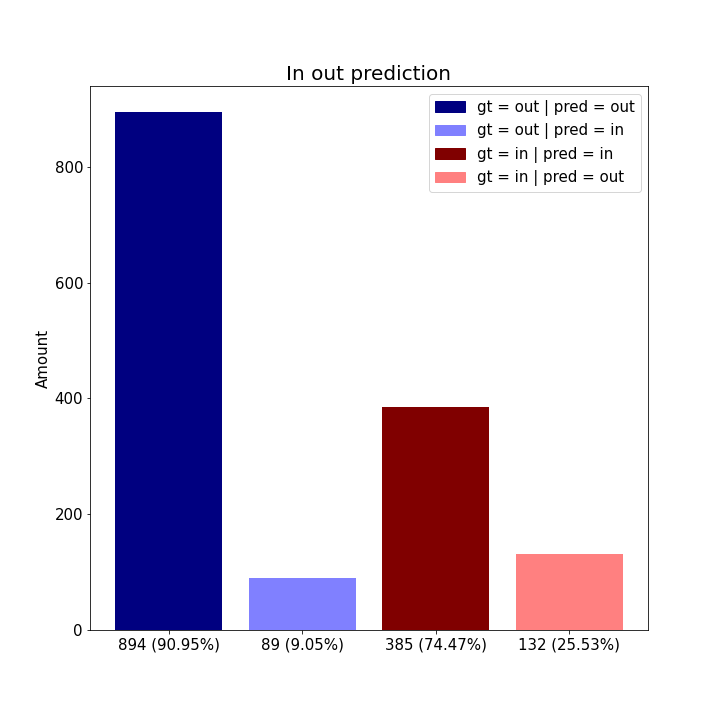 In out prediction
gt = out | pred = out
gt = out | pred = in
gt = in | pred = in
gt = in | pred = out
Amount
800
600
400
200
0
894 (90.95%)
89 (9.05%)
385 (74.47%)
132 (25.53%)